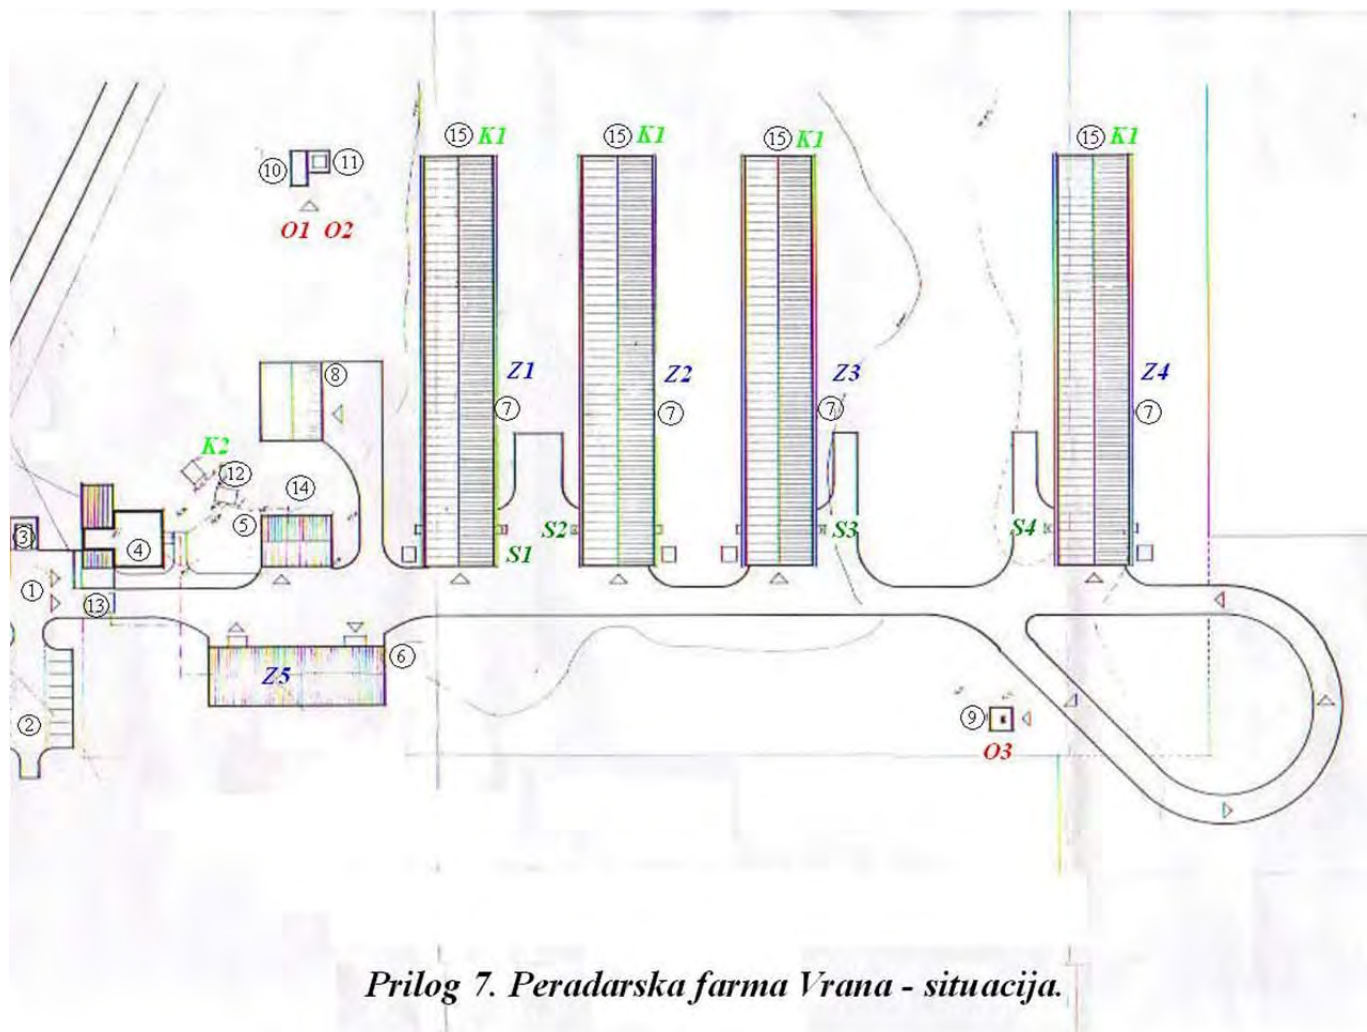 15 K1 15 K1 15 K1 15 K1
10 11
O1 O2
8
Z1 Z2 Z3 Z4
7 7 7 7
K2
12
14
5
3
4
S1 S2 S3 S4
1
13
6
Z5
2
9
O3
Prilog 7. Peradarska farma Vrana - situacija.